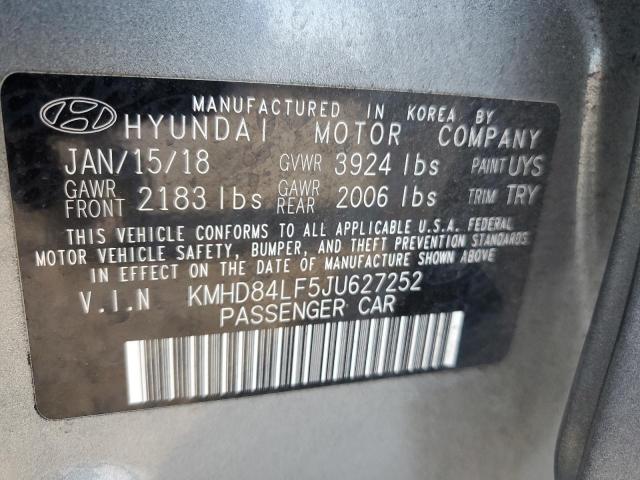 MANUFACTURED IN KOREA BY
HYUNDAI MOTOR COMPANY
JAN/15/18 GVWR 3924 lbs PAINT UYS
GAWR FRONT 2183 lbs GAWR REAR 2006 lbs TRIM TRY
THIS VEHICLE CONFORMS TO ALL APPLICABLE U.S.A. FEDERAL
MOTOR VEHICLE SAFETY, BUMPER, AND THEFT PREVENTION STANDARDS
IN EFFECT ON THE DATE OF MANUFACTURE SHOWN ABOVE.
V.I.N KMHD84LF5JU627252
PASSENGER CAR